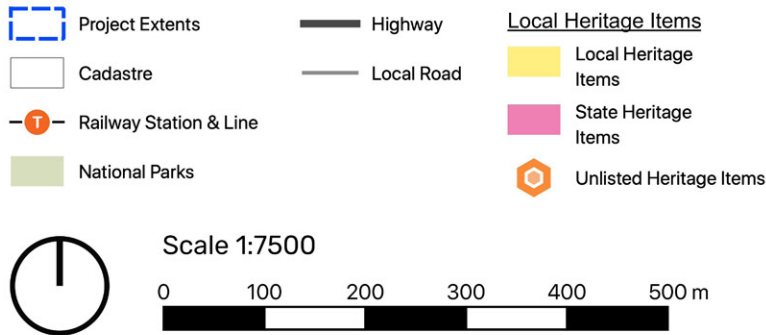 Project Extents
Cadastre
T
Railway Station & Line
National Parks
Highway
Local Road
Local Heritage Items
Local Heritage
Items
State Heritage
Items
Unlisted Heritage Items
Scale 1:7500
0 100 200 300 400 500 m